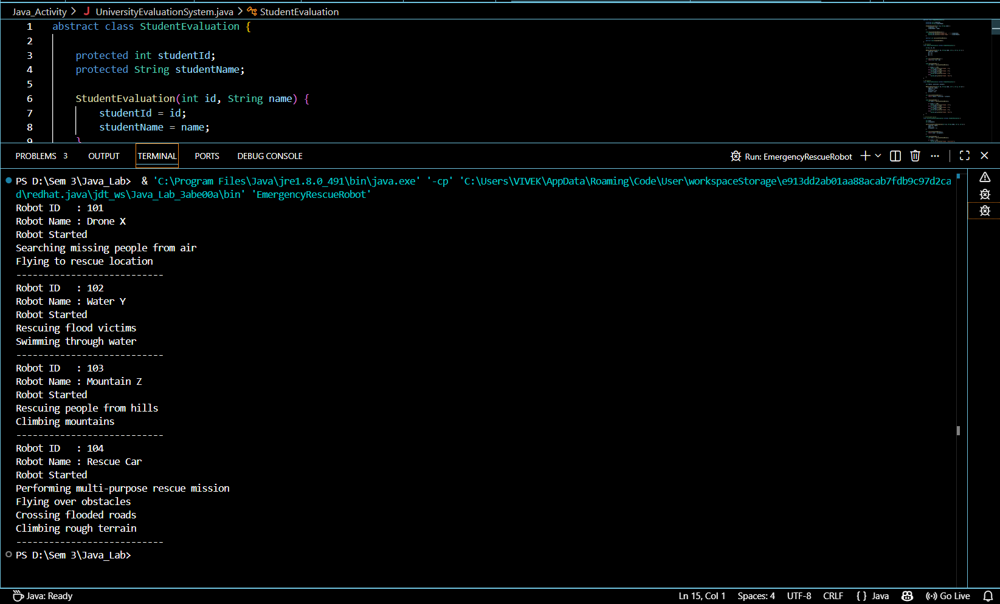 Java_Activity > J UniversityEvaluationSystem.java > StudentEvaluation
1 abstract class StudentEvaluation {
2
3 protected int studentId;
4 protected String studentName;
5
6 StudentEvaluation(int id, String name) {
7 studentId = id;
8 studentName = name;
9 }
PROBLEMS 3 OUTPUT TERMINAL PORTS DEBUG CONSOLE Run: EmergencyRescueRobot
PS D:\Sem 3\Java_Lab> & 'C:\Program Files\Java\jre1.8.0_491\bin\java.exe' '-cp' 'C:\Users\VIVEK\AppData\Roaming\Code\User\workspaceStorage\e913dd2ab01aa88acab7fdb9c97d2ca
d\redhat.java\jdt_ws\Java_Lab_3abe00a\bin' 'EmergencyRescueRobot'
Robot ID   : 101
Robot Name : Drone X
Robot Started
Searching missing people from air
Flying to rescue location
---------------------------
Robot ID   : 102
Robot Name : Water Y
Robot Started
Rescuing flood victims
Swimming through water
---------------------------
Robot ID   : 103
Robot Name : Mountain Z
Robot Started
Rescuing people from hills
Climbing mountains
---------------------------
Robot ID   : 104
Robot Name : Rescue Car
Robot Started
Performing multi-purpose rescue mission
Flying over obstacles
Crossing flooded roads
Climbing rough terrain
---------------------------
PS D:\Sem 3\Java_Lab>
Java: Ready Ln 15, Col 1 Spaces: 4 UTF-8 CRLF {} Java Go Live